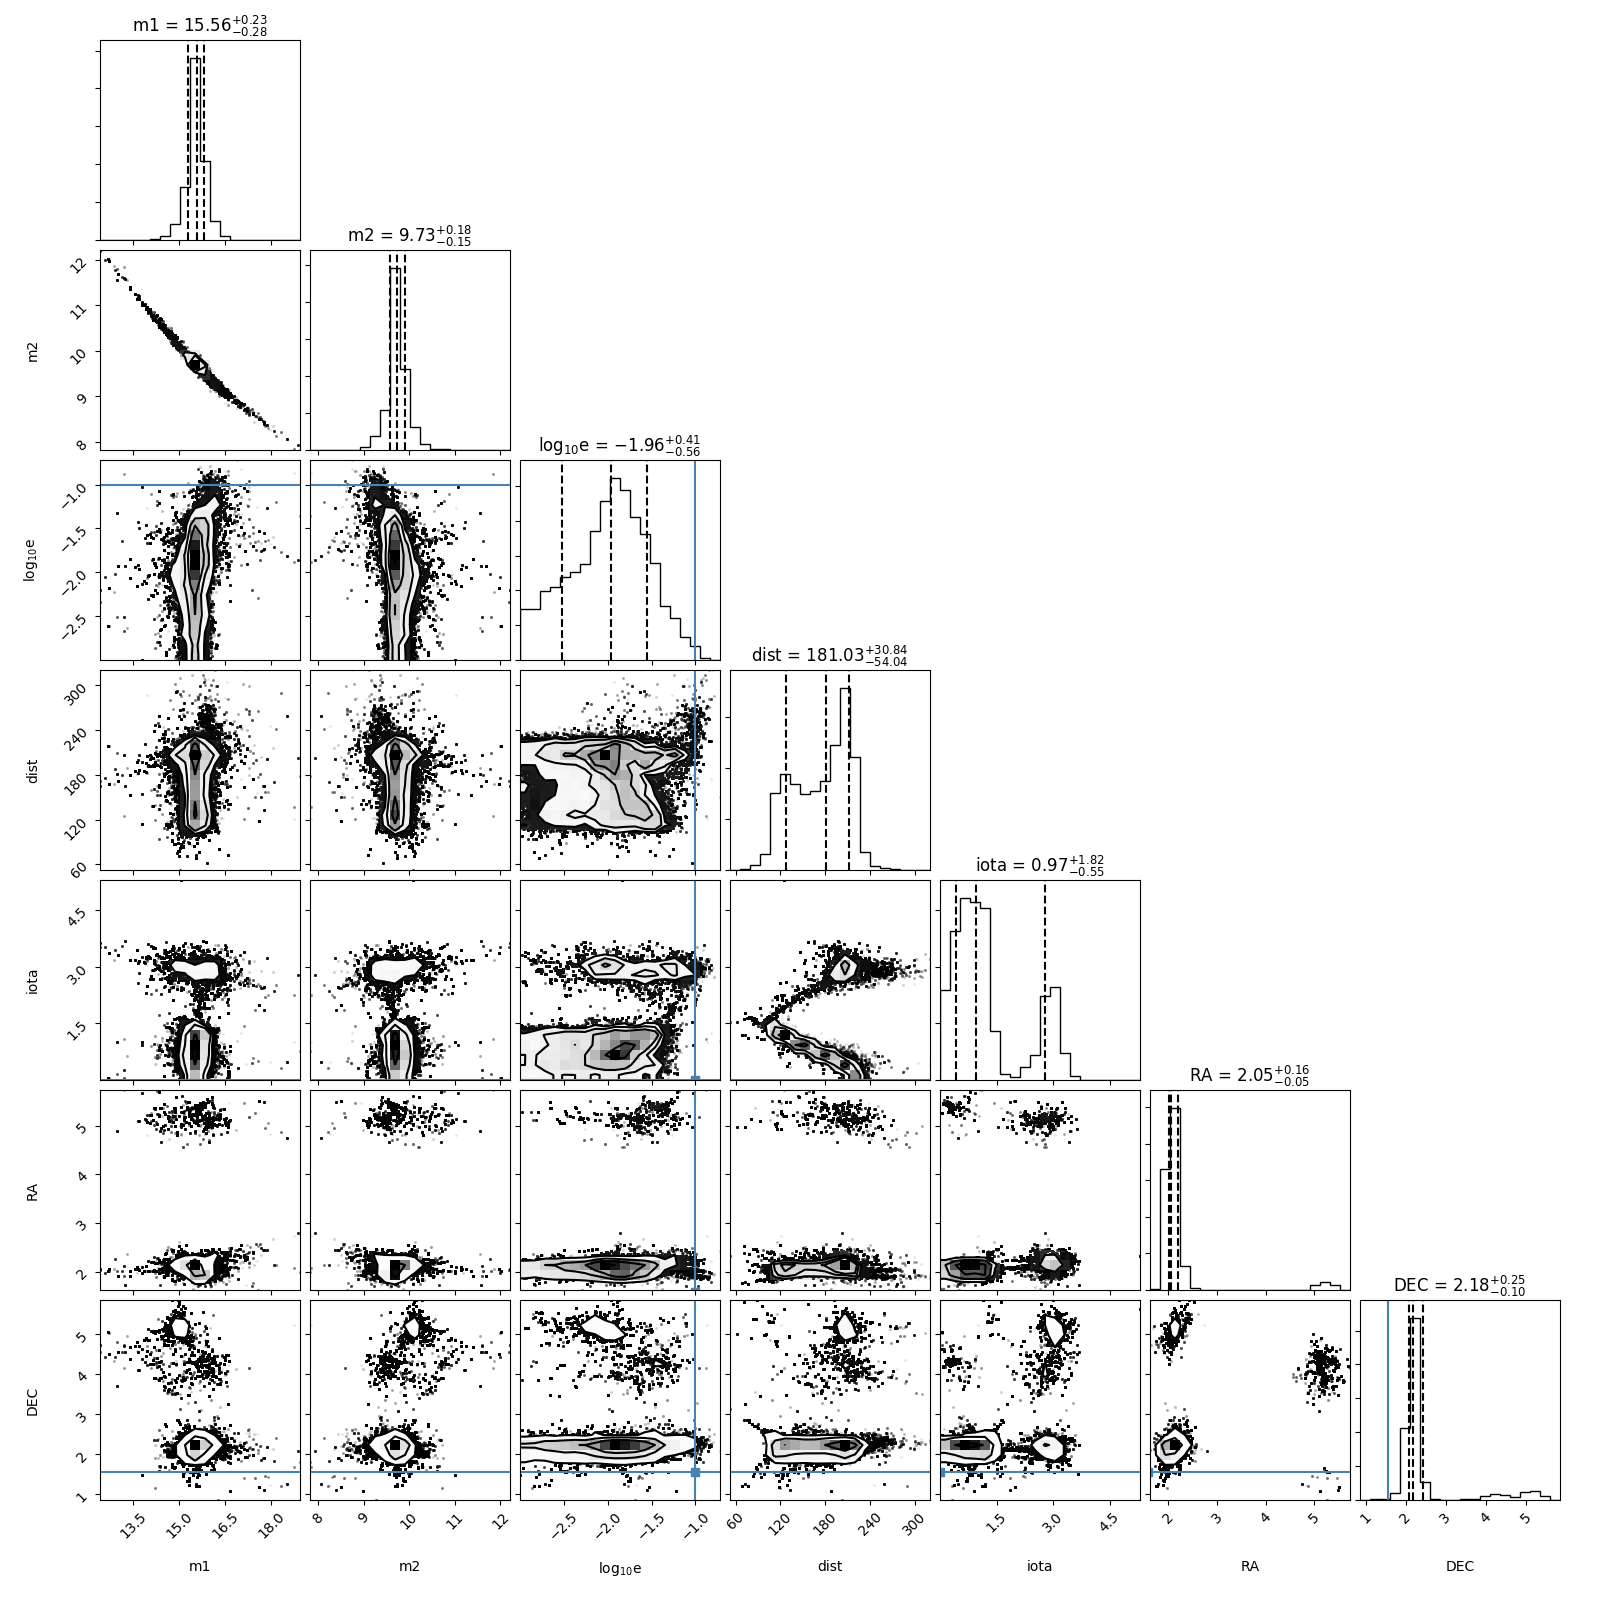 m1 = 15.56+0.23−0.28
m2 = 9.73+0.18−0.15
log10e = −1.96+0.41−0.56
dist = 181.03+30.84−54.04
iota = 0.97+1.82−0.55
RA = 2.05+0.16−0.05
DEC = 2.18+0.25−0.10
12
11
10
9
8
m2
−1.0
−1.5
−2.0
−2.5
log10e
300
240
180
120
60
dist
4.5
3.0
1.5
iota
5
4
3
2
RA
5
4
3
2
1
DEC
13.5 15.0 16.5 18.0
m1
8 9 10 11 12
m2
−2.5 −2.0 −1.5 −1.0
log10e
60 120 180 240 300
dist
1.5 3.0 4.5
iota
2 3 4 5
RA
1 2 3 4 5
DEC